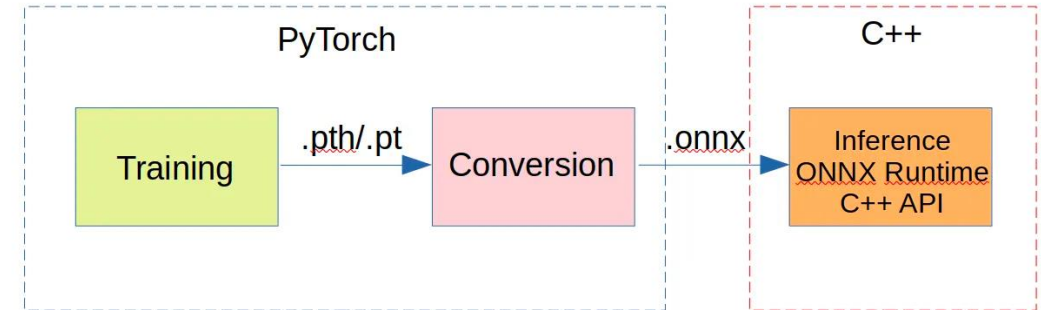 PyTorch
C++
Training
.pth/.pt
Conversion
.onnx
Inference
ONNX Runtime
C++ API